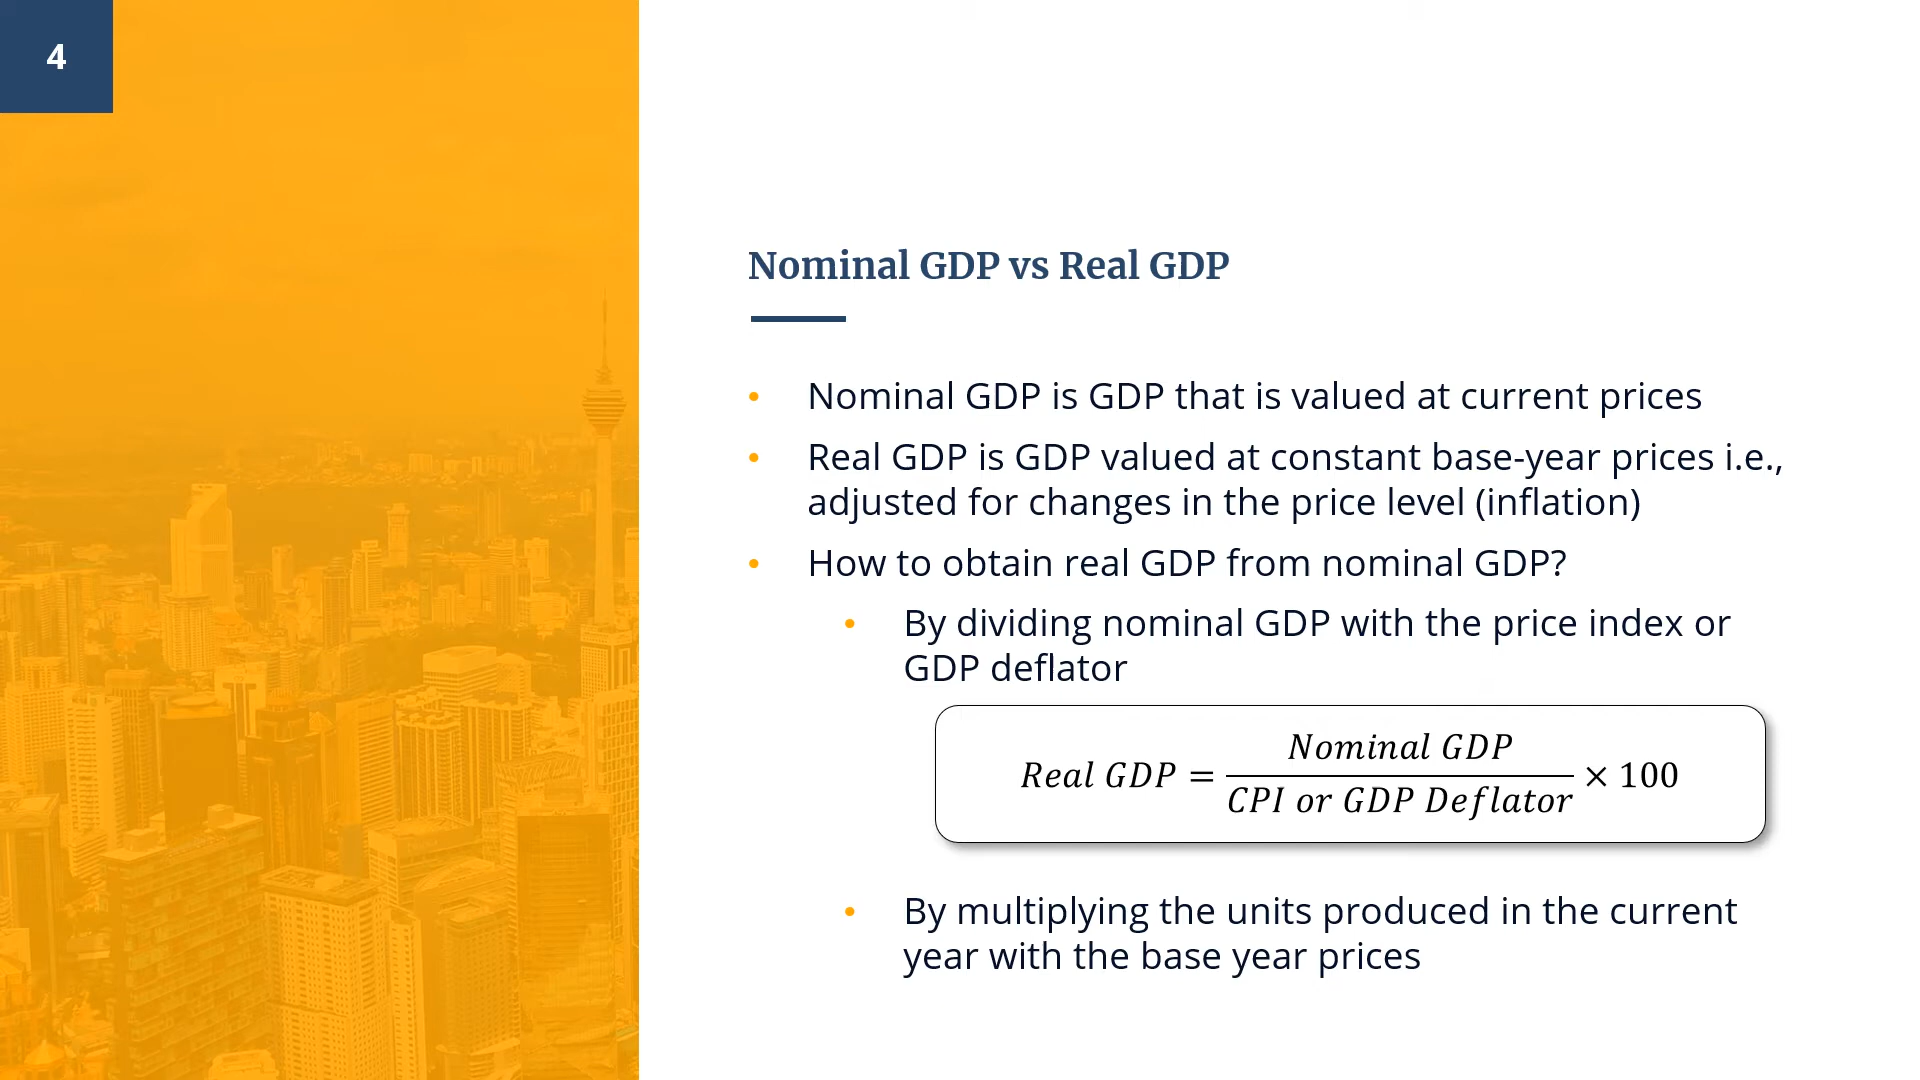 4
Nominal GDP vs Real GDP
• Nominal GDP is GDP that is valued at current prices
• Real GDP is GDP valued at constant base-year prices i.e.,
adjusted for changes in the price level (inflation)
• How to obtain real GDP from nominal GDP?
• By dividing nominal GDP with the price index or
GDP deflator
Real GDP = Nominal GDP / CPI or GDP Deflator × 100
• By multiplying the units produced in the current
year with the base year prices